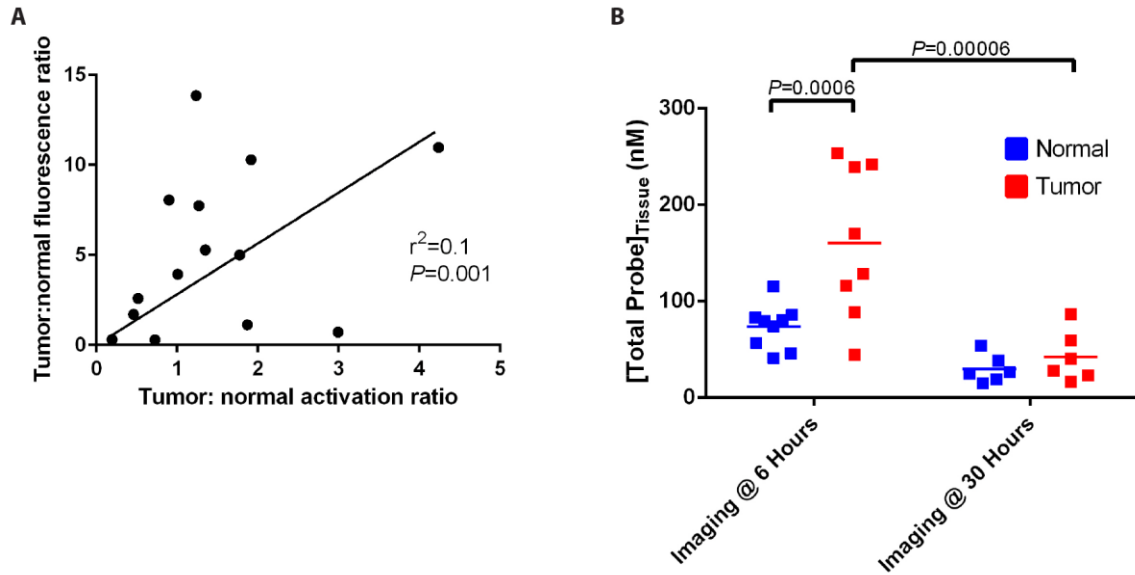 A
Tumor:normal fluorescence ratio
15
10
5
0
0 1 2 3 4 5
r²=0.1
P=0.001
Tumor: normal activation ratio
B
P=0.00006
P=0.0006
[Total Probe]Tissue (nM)
300
200
100
0
Normal
Tumor
Imaging @ 6 Hours
Imaging @ 30 Hours